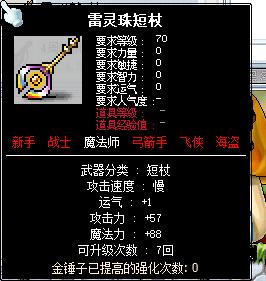 雷灵珠短杖
要求等级： 70
要求力量： 0
要求敏捷： 0
要求智力： 0
要求运气： 0
要求人气度： -
道具等级： -
道具经验值： -
新手 战士 魔法师 弓箭手 飞侠 海盗
武器分类 : 短杖
攻击速度 : 慢
运气 : +1
攻击力 : +57
魔法力 : +88
可升级次数 : 7回
金锤子已提高的强化次数: 0